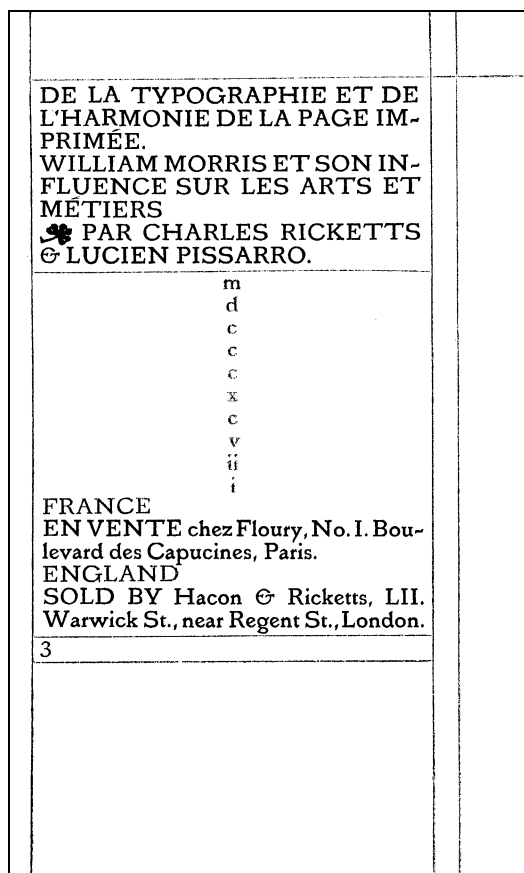 DE LA TYPOGRAPHIE ET DE
L'HARMONIE DE LA PAGE IM~
PRIMÉE.
WILLIAM MORRIS ET SON IN~
FLUENCE SUR LES ARTS ET
MÉTIERS
PAR CHARLES RICKETTS
& LUCIEN PISSARRO.
m
d
c
c
c
x
c
v
ii
i
FRANCE
EN VENTE chez Floury, No. I. Bou~
levard des Capucines, Paris.
ENGLAND
SOLD BY Hacon & Ricketts, LII.
Warwick St., near Regent St., London.
3